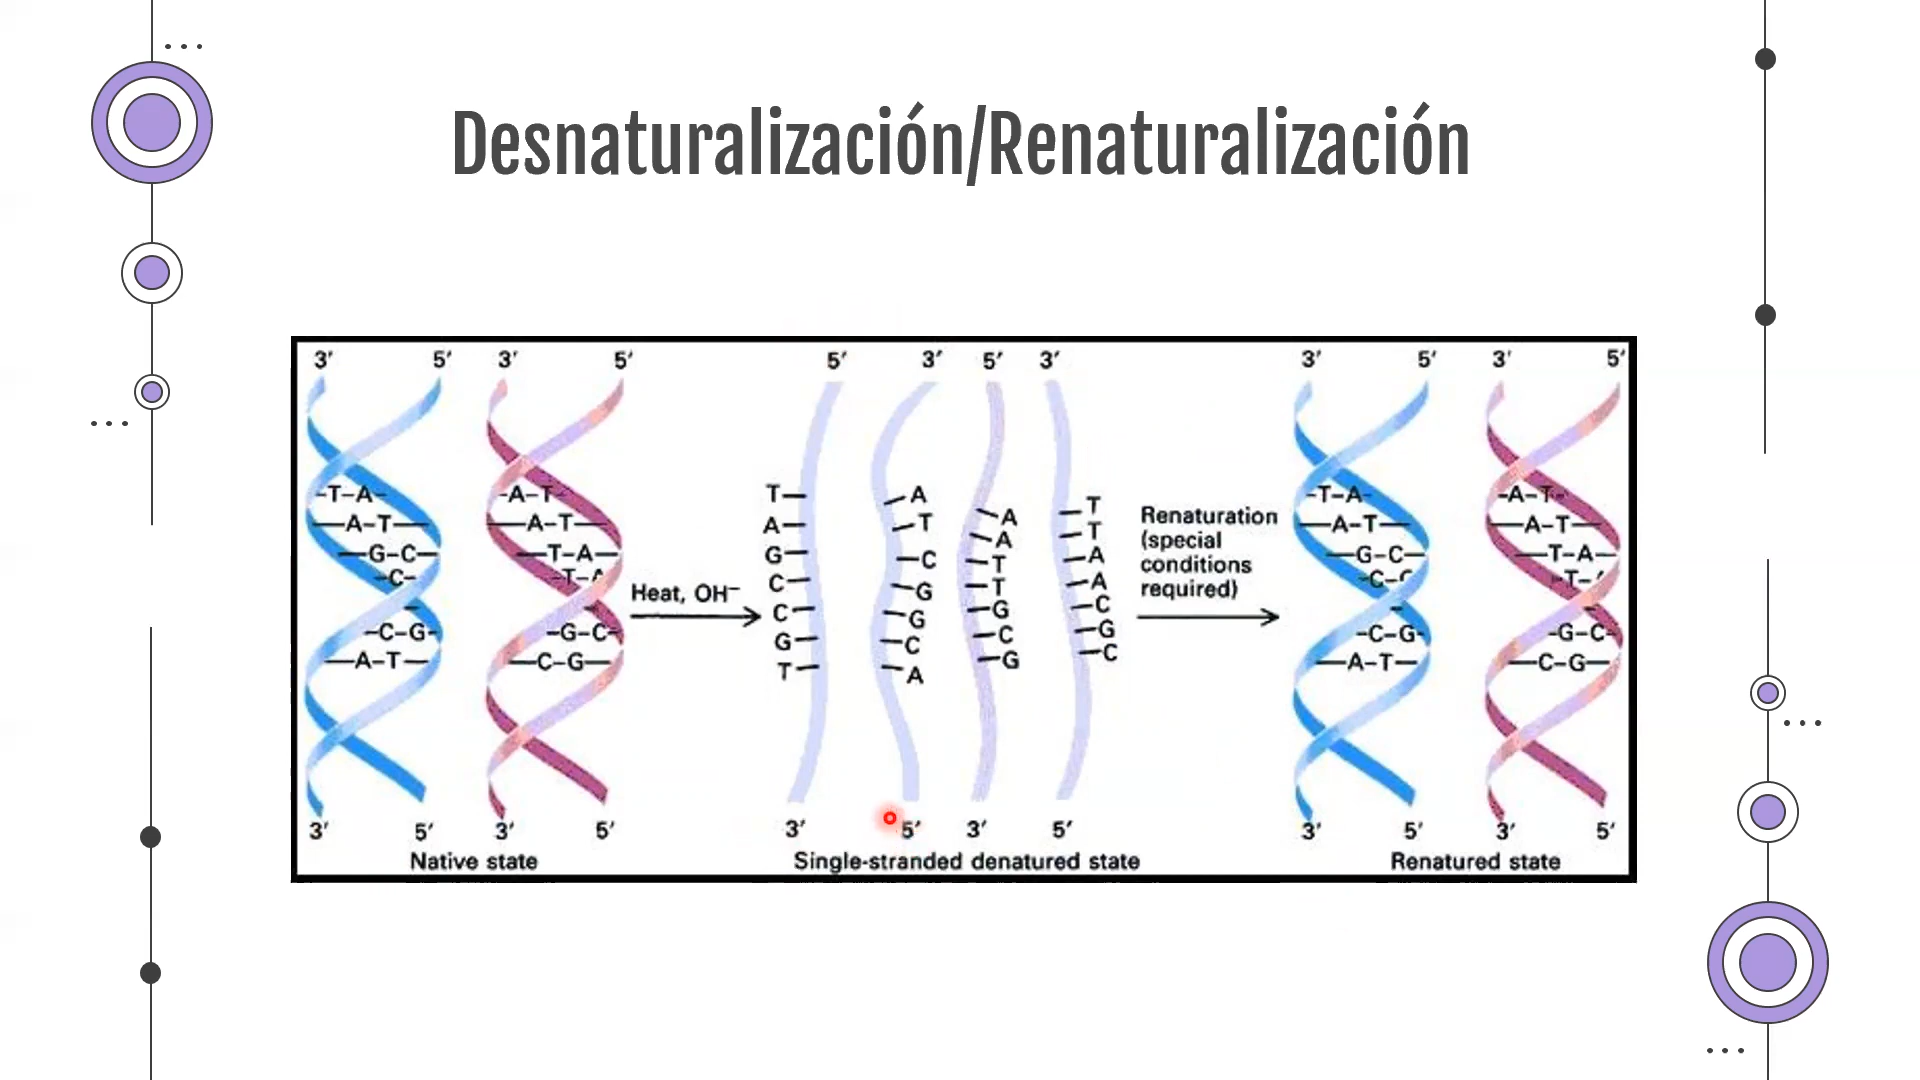 Desnaturalización/Renaturalización
3′ 5′ 3′ 5′ 5′ 3′ 5′ 3′ 3′ 5′ 3′ 5′
-T-A- -A-T- T A A T -T-A- -A-T-
A-T A-T A T A T A-T A-T
G-C T-A G C T A G-C T-A
-C- -T-A C G T A -C-C -T-
C G G C
-C-G- -G-C- G C C G -C-G- -G-C-
A-T C-G T A G C A-T C-G
Heat, OH⁻
Renaturation
(special
conditions
required)
3′ 5′ 3′ 5′ 3′ 5′ 3′ 5′ 3′ 5′ 3′ 5′
Native state
Single-stranded denatured state
Renatured state